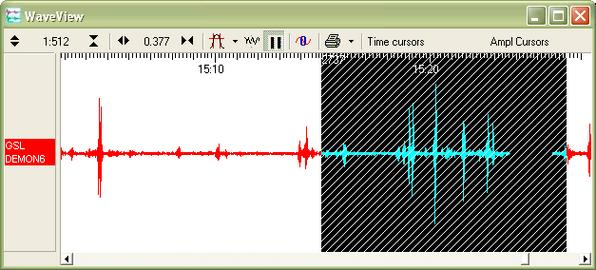 WaveView
1:512 0.377 Time cursors Ampl Cursors
15:10 15:20
GSL
DEMON6